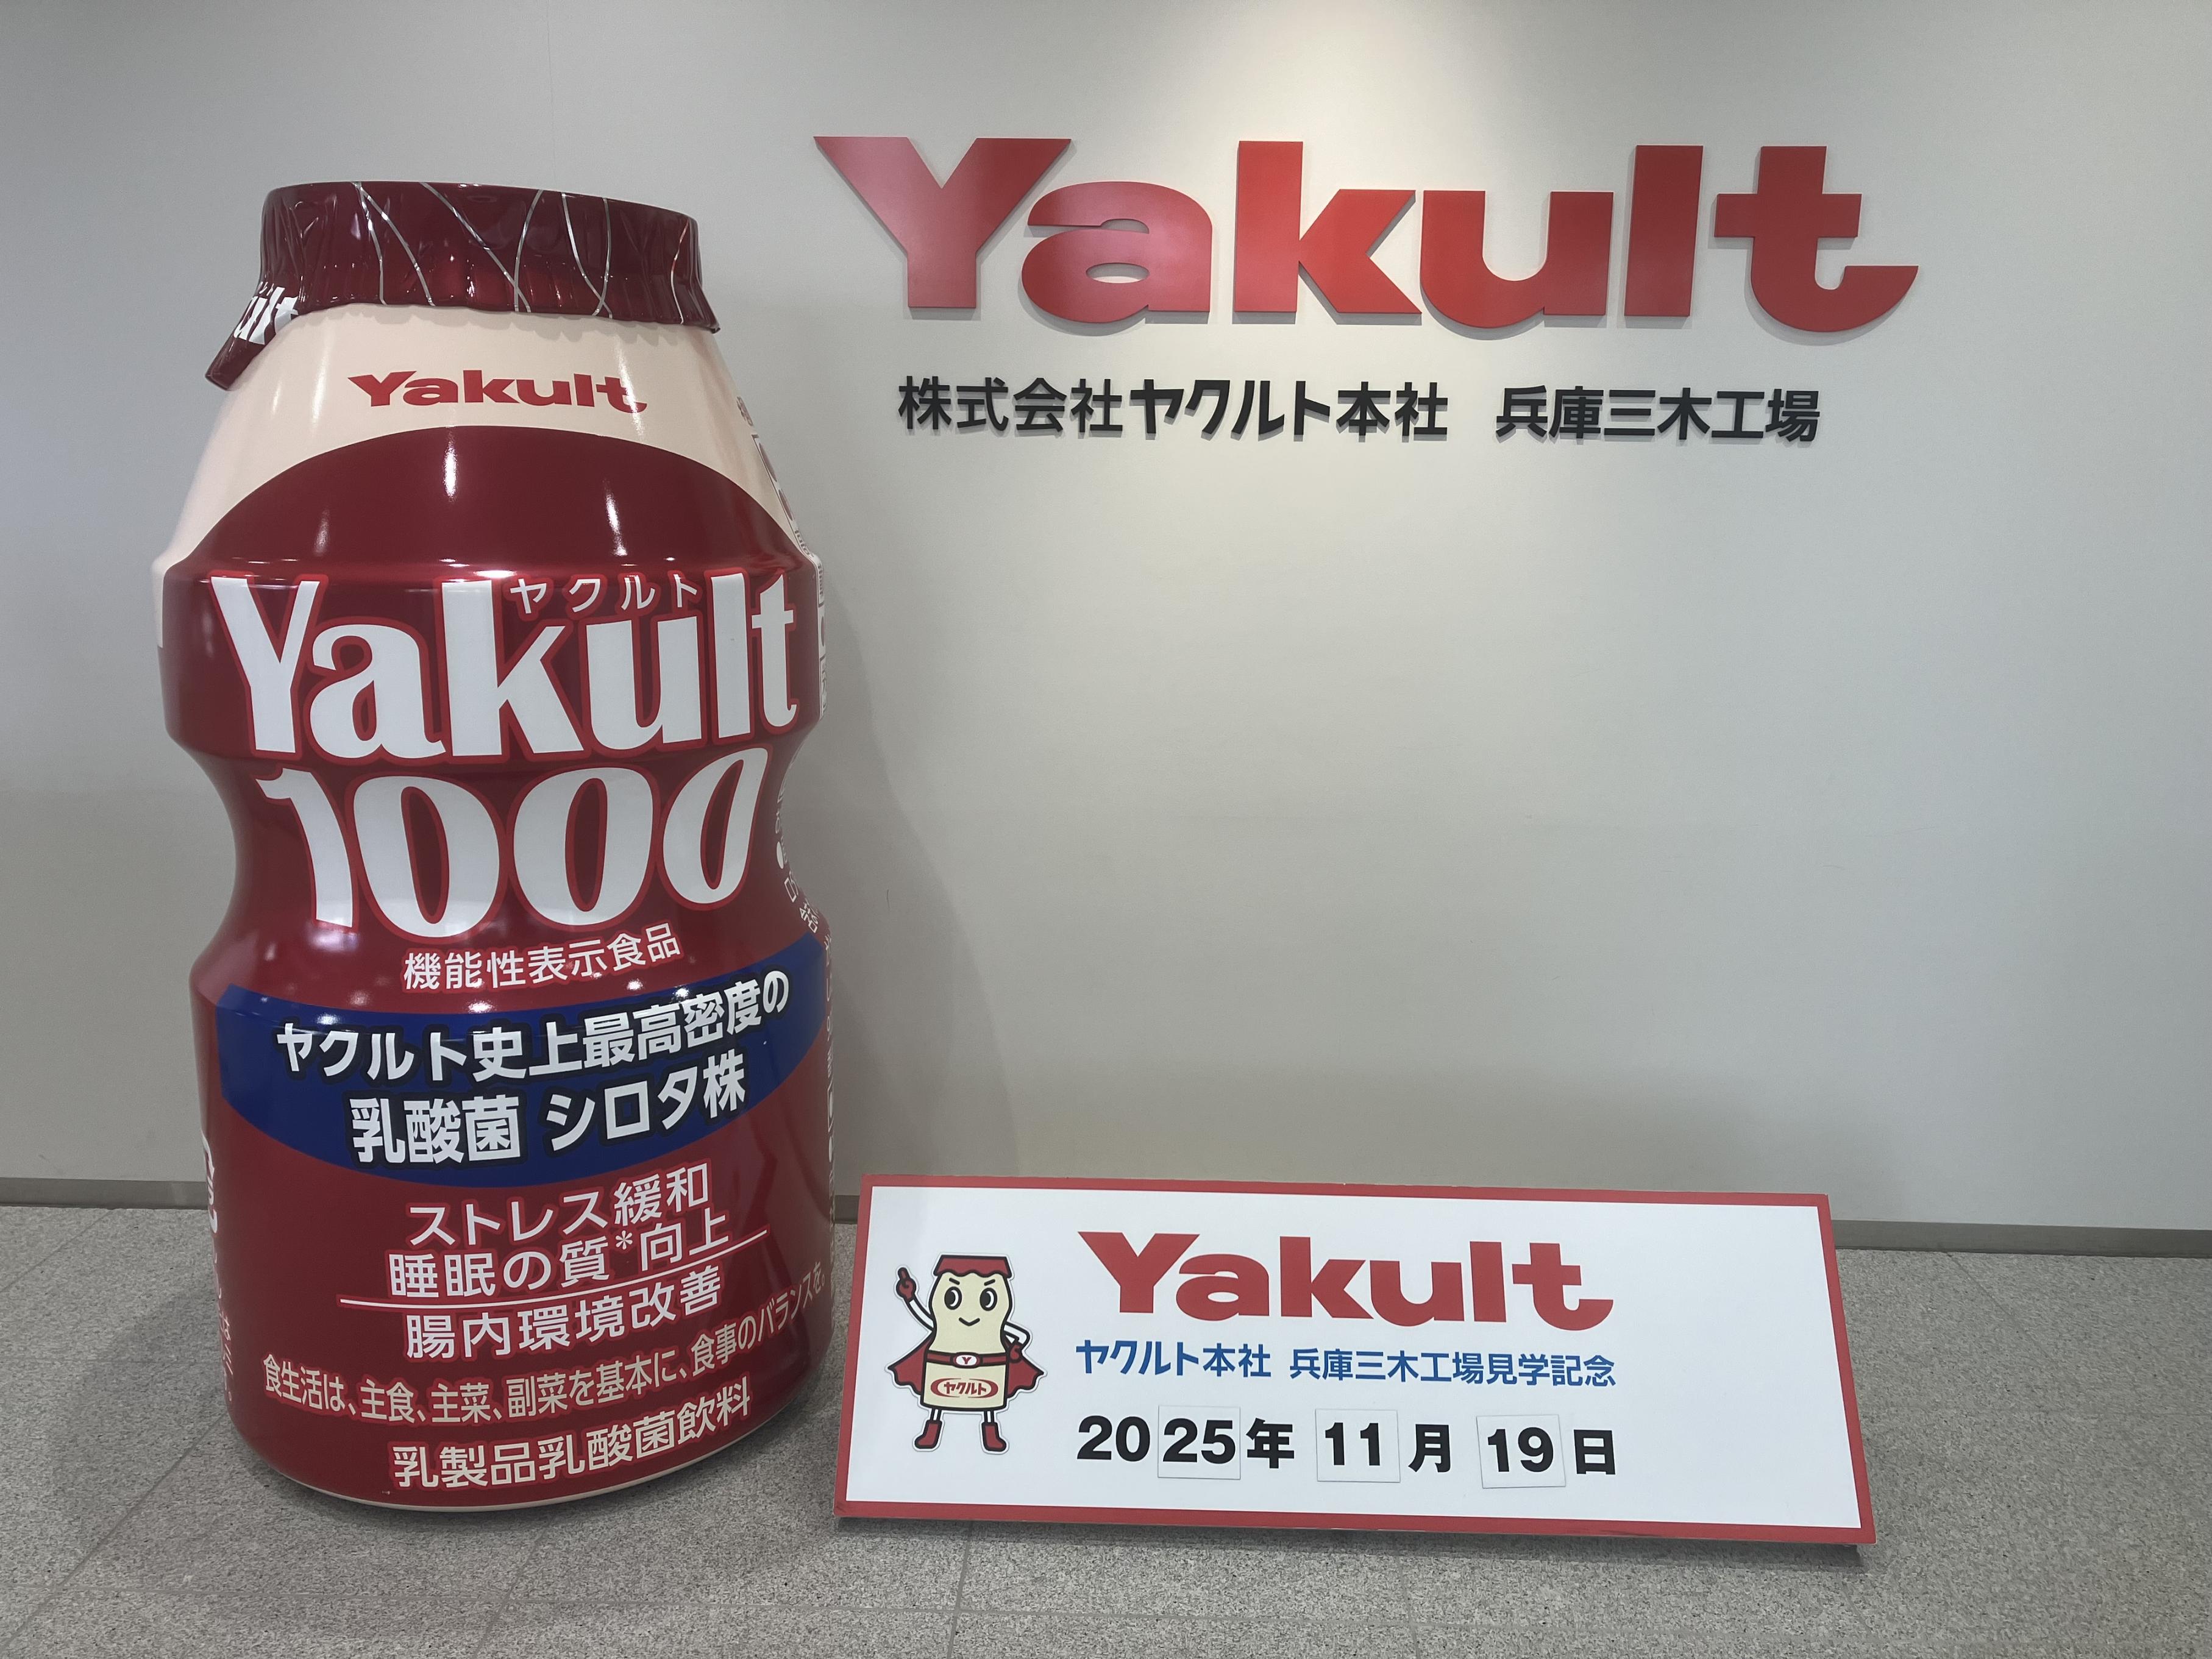 Yakult
株式会社ヤクルト本社 兵庫三木工場
ult
Yakult
ヤクルト
Yakult
1000
機能性表示食品
ヤクルト史上最高密度の
乳酸菌 シロタ株
ストレス緩和
睡眠の質*向上
腸内環境改善
食生活は、主食、主菜、副菜を基本に、食事のバランスを。
乳製品乳酸菌飲料
Yakult
ヤクルト本社 兵庫三木工場見学記念
2025年 11月 19日
Y
ヤクルト